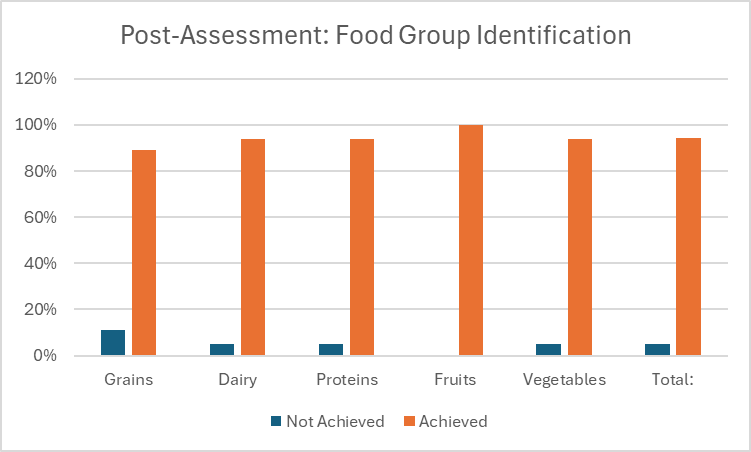 Post-Assessment: Food Group Identification
120%
100%
80%
60%
40%
20%
0%
Grains Dairy Proteins Fruits Vegetables Total:
Not Achieved Achieved